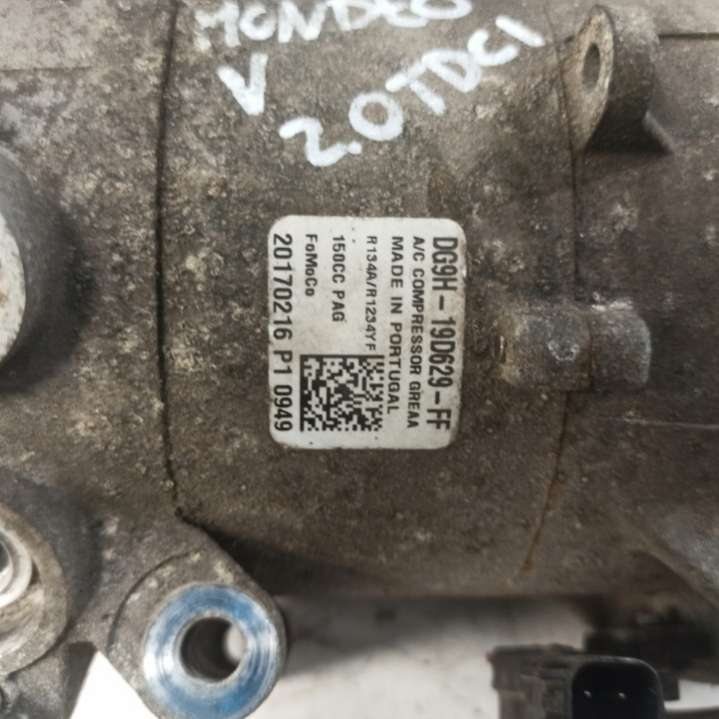 MONDEO
V
2.0TDCI
DG9H-19D629-FF
A/C COMPRESSOR GREAA
MADE IN PORTUGAL
R134A/R1234YF
150CC PAG
FoMoCo
20170216 P1 0949